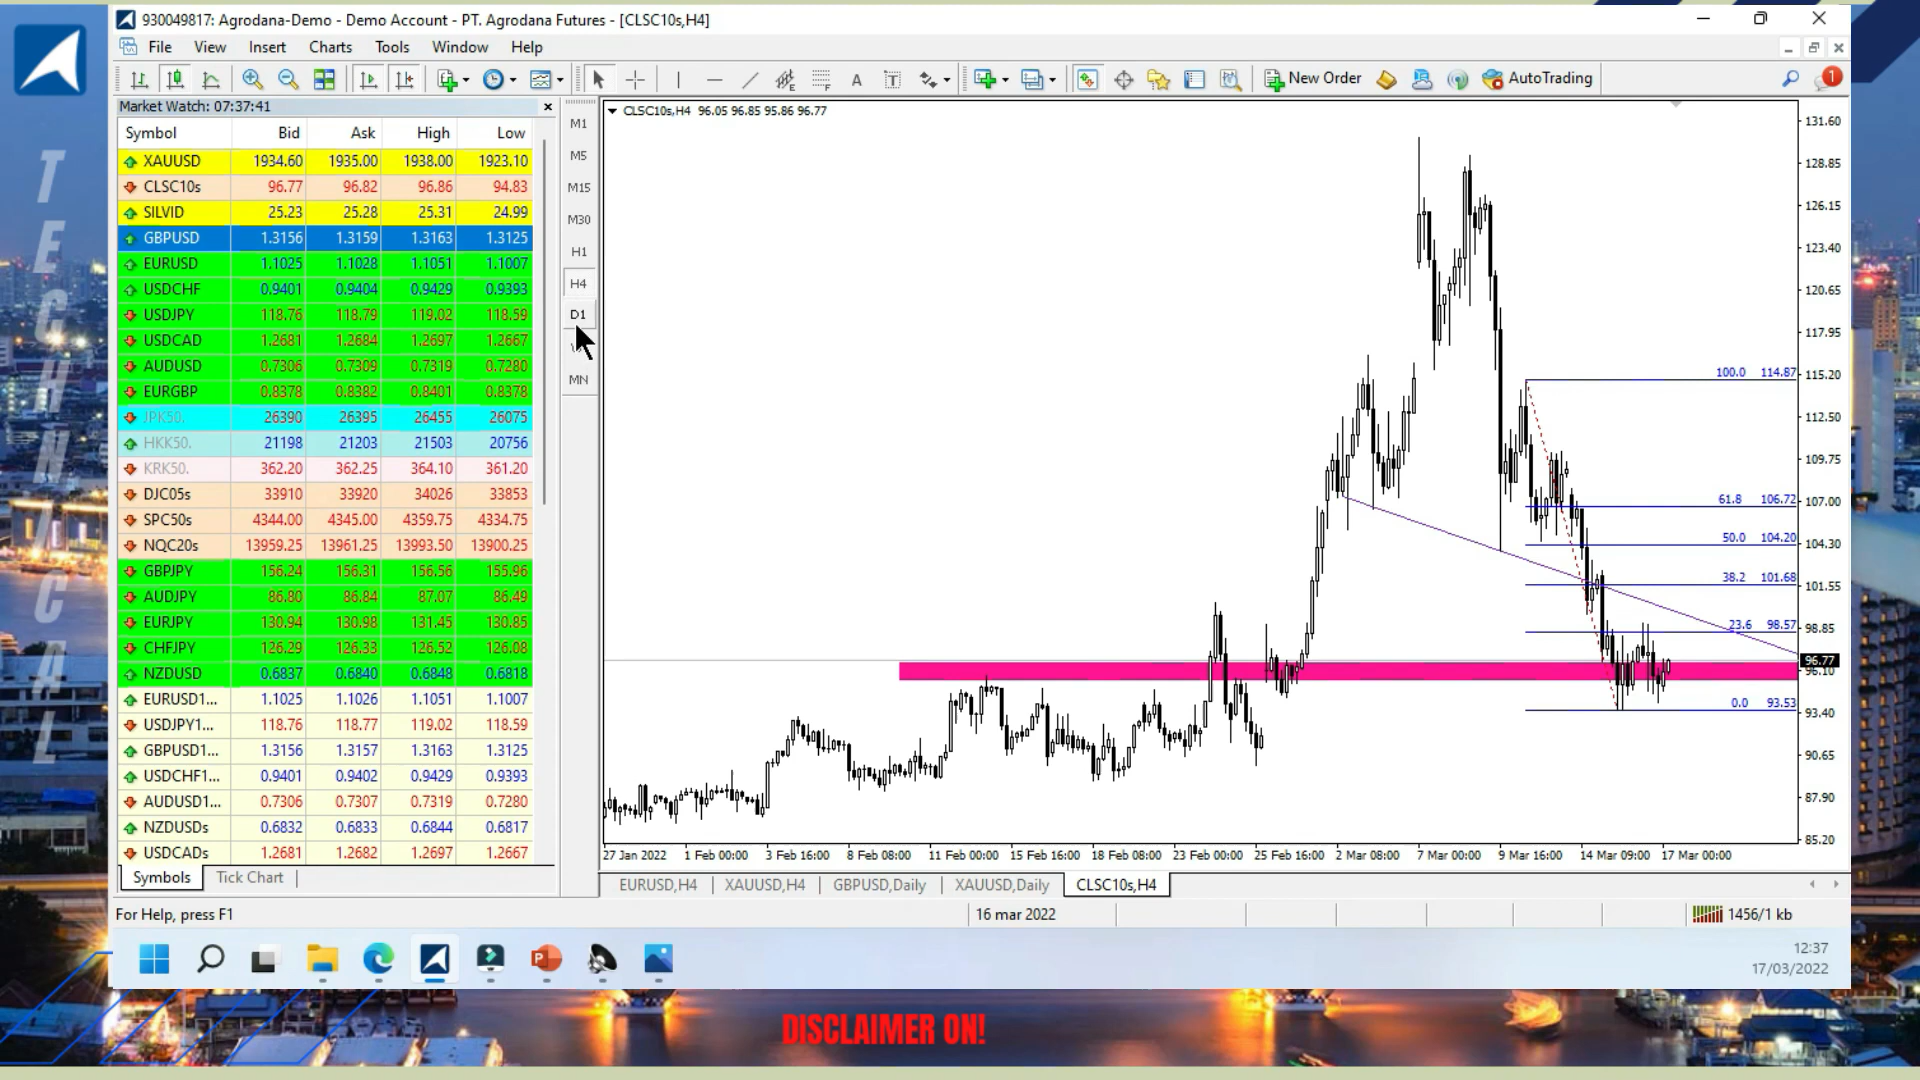 930049817: Agrodana-Demo - Demo Account - PT. Agrodana Futures - [CLSC10s,H4]
File View Insert Charts Tools Window Help
A T New Order AutoTrading 1
Market Watch: 07:37:41
Symbol Bid Ask High Low
XAUUSD 1934.60 1935.00 1938.00 1923.10
CLSC10s 96.77 96.82 96.86 94.83
SILVID 25.23 25.28 25.31 24.99
GBPUSD 1.3156 1.3159 1.3163 1.3125
EURUSD 1.1025 1.1028 1.1051 1.1007
USDCHF 0.9401 0.9404 0.9429 0.9393
USDJPY 118.76 118.79 119.02 118.59
USDCAD 1.2681 1.2684 1.2697 1.2667
AUDUSD 0.7306 0.7309 0.7319 0.7280
EURGBP 0.8378 0.8382 0.8401 0.8378
JPK50. 26390 26395 26455 26075
HKK50. 21198 21203 21503 20756
KRK50. 362.20 362.25 364.10 361.20
DJC05s 33910 33920 34026 33853
SPC50s 4344.00 4345.00 4359.75 4334.75
NQC20s 13959.25 13961.25 13993.50 13900.25
GBPJPY 156.24 156.31 156.56 155.96
AUDJPY 86.80 86.84 87.07 86.49
EURJPY 130.94 130.98 131.45 130.85
CHFJPY 126.29 126.33 126.52 126.08
NZDUSD 0.6837 0.6840 0.6848 0.6818
EURUSD1... 1.1025 1.1026 1.1051 1.1007
USDJPY1... 118.76 118.77 119.02 118.59
GBPUSD1... 1.3156 1.3157 1.3163 1.3125
USDCHF1... 0.9401 0.9402 0.9429 0.9393
AUDUSD1... 0.7306 0.7307 0.7319 0.7280
NZDUSDs 0.6832 0.6833 0.6844 0.6817
USDCADs 1.2681 1.2682 1.2697 1.2667
Symbols Tick Chart
M1
M5
M15
M30
H1
H4
D1
MN
CLSC10s,H4 96.05 96.85 95.86 96.77
131.60
128.85
126.15
123.40
120.65
117.95
115.20
112.50
109.75
107.00
104.30
101.55
98.85
96.77
96.10
93.40
90.65
87.90
85.20
100.0 114.87
61.8 106.72
50.0 104.20
38.2 101.68
23.6 98.57
0.0 93.53
27 Jan 2022 1 Feb 00:00 3 Feb 16:00 8 Feb 08:00 11 Feb 00:00 15 Feb 16:00 18 Feb 08:00 23 Feb 00:00 25 Feb 16:00 2 Mar 08:00 7 Mar 00:00 9 Mar 16:00 14 Mar 09:00 17 Mar 00:00
EURUSD,H4 XAUUSD,H4 GBPUSD,Daily XAUUSD,Daily CLSC10s,H4
For Help, press F1 16 mar 2022 1456/1 kb
12:37
17/03/2022
TECHNICAL
DISCLAIMER ON!